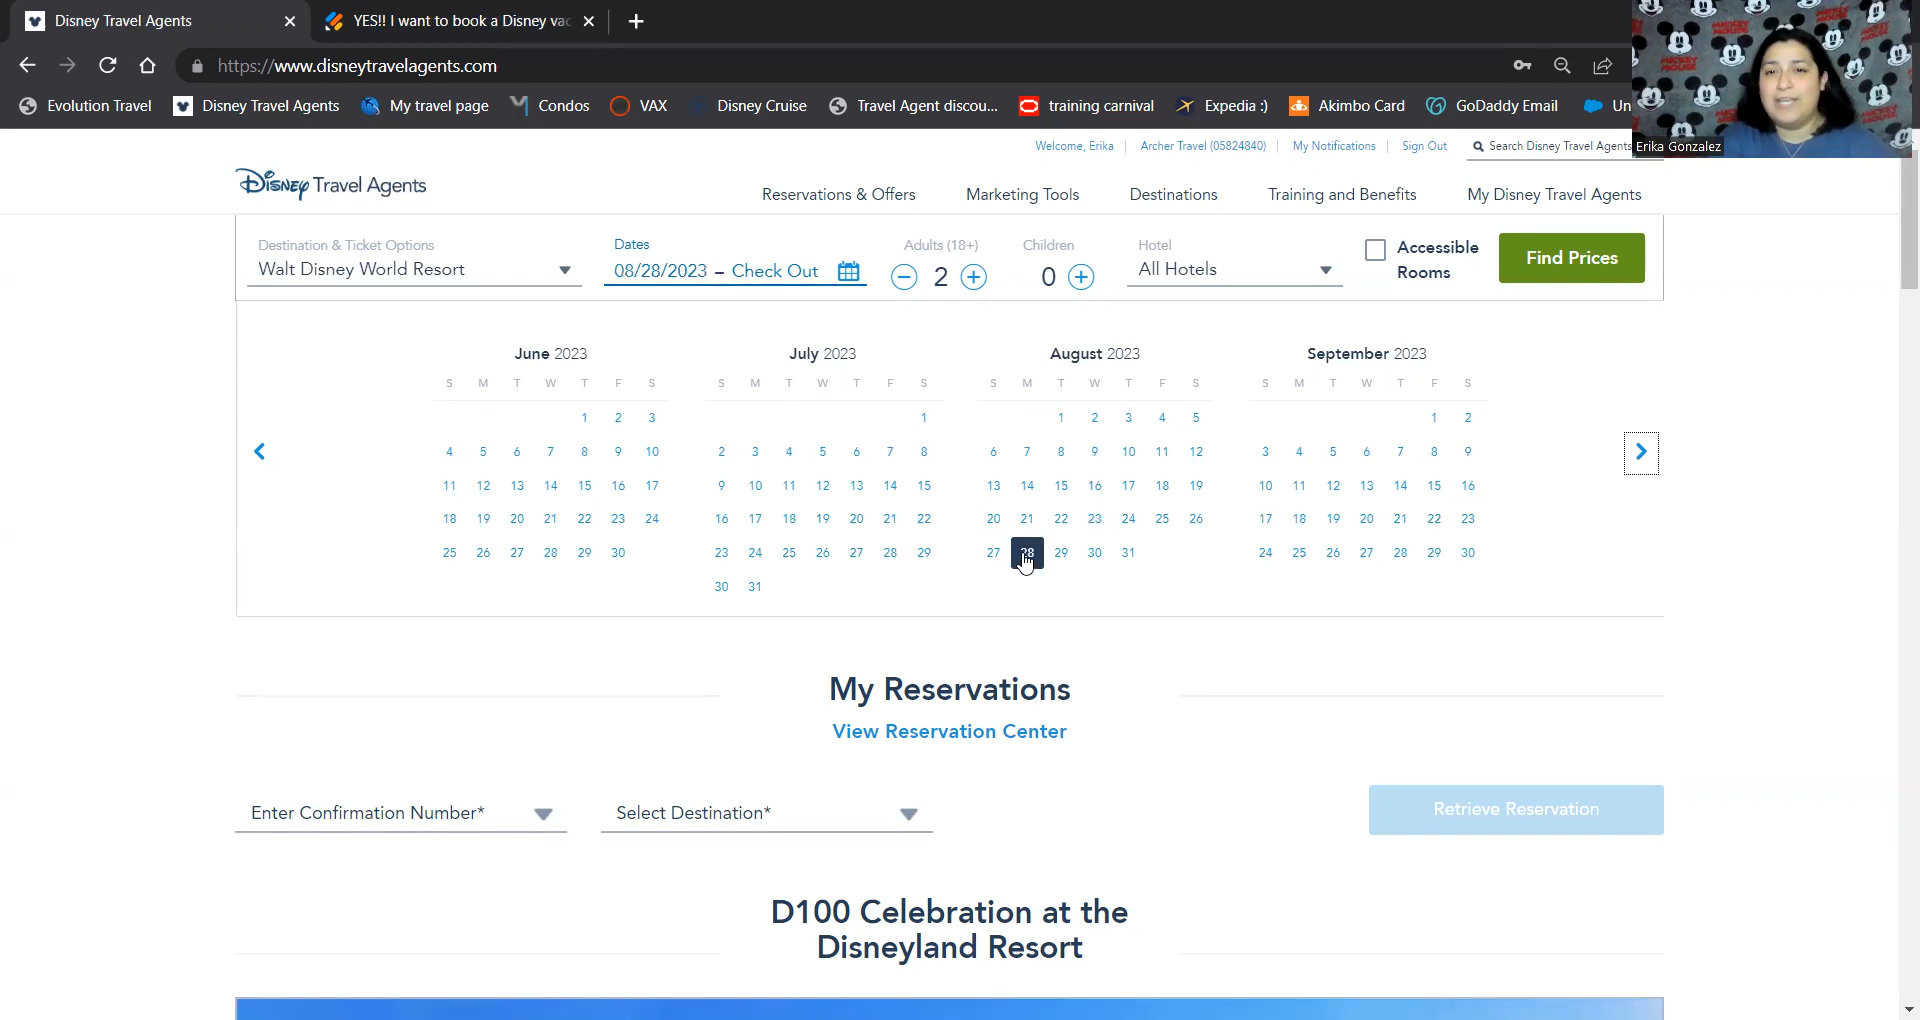 Disney Travel Agents
YES!! I want to book a Disney vac
https://www.disneytravelagents.com
Evolution Travel
Disney Travel Agents
My travel page
Condos
VAX
Disney Cruise
Travel Agent discou...
training carnival
Expedia :)
Akimbo Card
GoDaddy Email
Un
Erika Gonzalez
Welcome, Erika
Archer Travel (05824840)
My Notifications
Sign Out
Search Disney Travel Agents
Disney Travel Agents
Reservations & Offers
Marketing Tools
Destinations
Training and Benefits
My Disney Travel Agents
Destination & Ticket Options
Walt Disney World Resort
Dates
08/28/2023 – Check Out
Adults (18+)
2
Children
0
Hotel
All Hotels
Accessible
Rooms
Find Prices
June 2023
S M T W T F S
1 2 3
4 5 6 7 8 9 10
11 12 13 14 15 16 17
18 19 20 21 22 23 24
25 26 27 28 29 30
July 2023
S M T W T F S
1
2 3 4 5 6 7 8
9 10 11 12 13 14 15
16 17 18 19 20 21 22
23 24 25 26 27 28 29
30 31
August 2023
S M T W T F S
1 2 3 4 5
6 7 8 9 10 11 12
13 14 15 16 17 18 19
20 21 22 23 24 25 26
27 28 29 30 31
September 2023
S M T W T F S
1 2
3 4 5 6 7 8 9
10 11 12 13 14 15 16
17 18 19 20 21 22 23
24 25 26 27 28 29 30
My Reservations
View Reservation Center
Enter Confirmation Number*
Select Destination*
Retrieve Reservation
D100 Celebration at the
Disneyland Resort